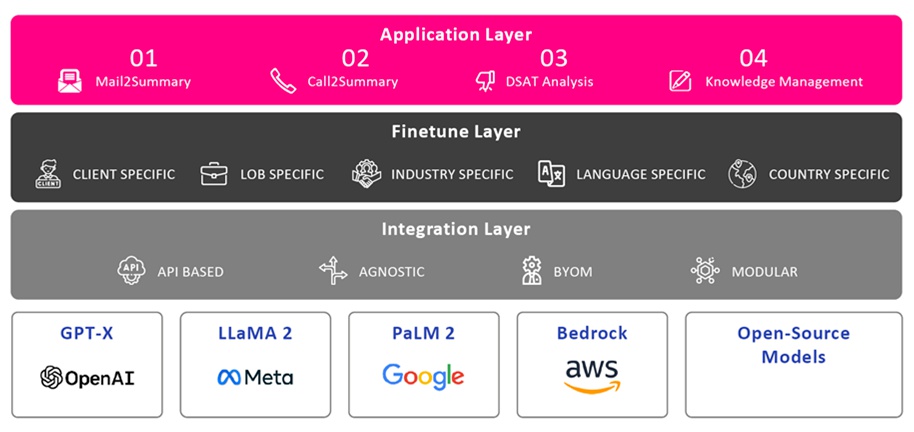 Application Layer
01 02 03 04
Mail2Summary Call2Summary DSAT Analysis Knowledge Management
Finetune Layer
CLIENT CLIENT SPECIFIC LOB SPECIFIC INDUSTRY SPECIFIC A LANGUAGE SPECIFIC COUNTRY SPECIFIC
Integration Layer
API API BASED AGNOSTIC BYOM MODULAR
GPT-X LLaMA 2 PaLM 2 Bedrock Open-Source
Models
OpenAI Meta Google aws